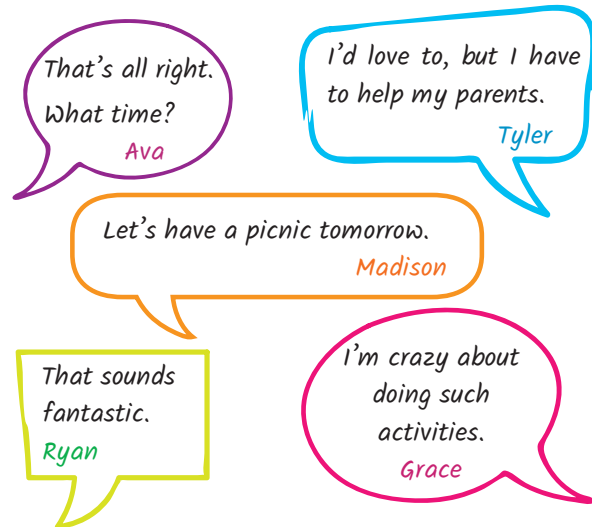 That's all right.
What time?
Ava
I'd love to, but I have
to help my parents.
Tyler
Let's have a picnic tomorrow.
Madison
That sounds
fantastic.
Ryan
I'm crazy about
doing such
activities.
Grace